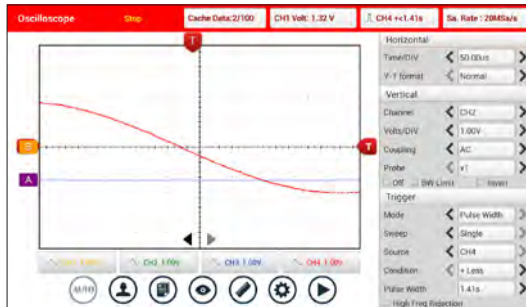 Oscilloscope
Stop
Cache Data:2/100
CH1 Volt: 1.32 V
CH4 +<1.41s
Sa. Rate : 20MSa/s
T
B
T
A
Horizontal
Time/DIV
50.00us
Y-T format
Normal
Vertical
Channel
CH2
Volts/DIV
1.00V
Coupling
AC
Probe
x1
Off
BW Limit
Invert
Trigger
Mode
Pulse Width
Sweep
Single
Source
CH4
Condition
+ Less
Pulse Width
1.41s
High Freq Rejection
CH2 1.00V
CH3 1.00V
CH4 1.00V
AUTO